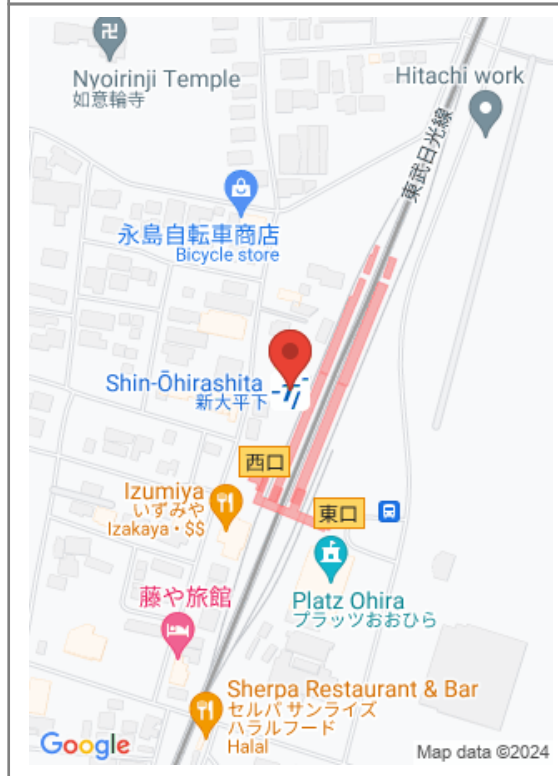 卍
Nyoirinji Temple
如意輪寺
Hitachi work
東武日光線
永島自転車商店
Bicycle store
Shin-Ōhirashita
新大平下
西口
Izumiya
いずみや
Izakaya・$$
東口
藤や旅館
Platz Ohira
プラッツおおひら
Sherpa Restaurant & Bar
セルパ サンライズ
ハラルフード
Halal
Google
Map data ©2024